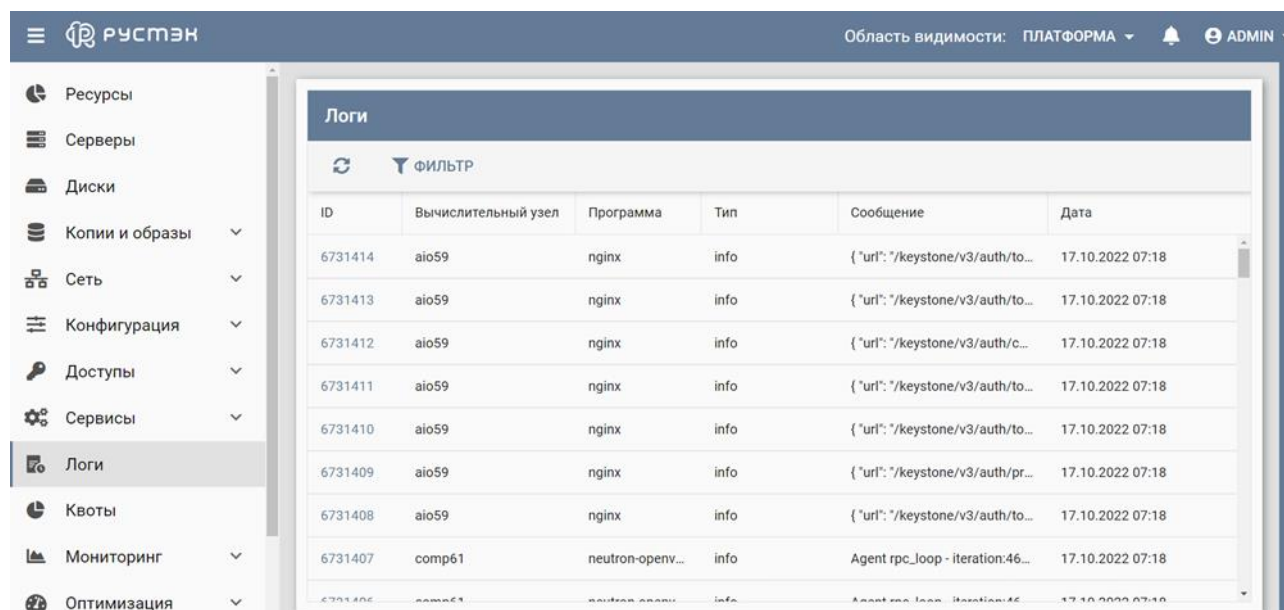 РУСТЭК
Область видимости: ПЛАТФОРМА ADMIN
Ресурсы
Серверы
Диски
Копии и образы
Сеть
Конфигурация
Доступы
Сервисы
Логи
Квоты
Мониторинг
Оптимизация
Логи
ФИЛЬТР
ID Вычислительный узел Программа Тип Сообщение Дата
6731414 aio59 nginx info { "url": "/keystone/v3/auth/to... 17.10.2022 07:18
6731413 aio59 nginx info { "url": "/keystone/v3/auth/to... 17.10.2022 07:18
6731412 aio59 nginx info { "url": "/keystone/v3/auth/c... 17.10.2022 07:18
6731411 aio59 nginx info { "url": "/keystone/v3/auth/to... 17.10.2022 07:18
6731410 aio59 nginx info { "url": "/keystone/v3/auth/to... 17.10.2022 07:18
6731409 aio59 nginx info { "url": "/keystone/v3/auth/pr... 17.10.2022 07:18
6731408 aio59 nginx info { "url": "/keystone/v3/auth/to... 17.10.2022 07:18
6731407 comp61 neutron-openv... info Agent rpc_loop - iteration:46... 17.10.2022 07:18